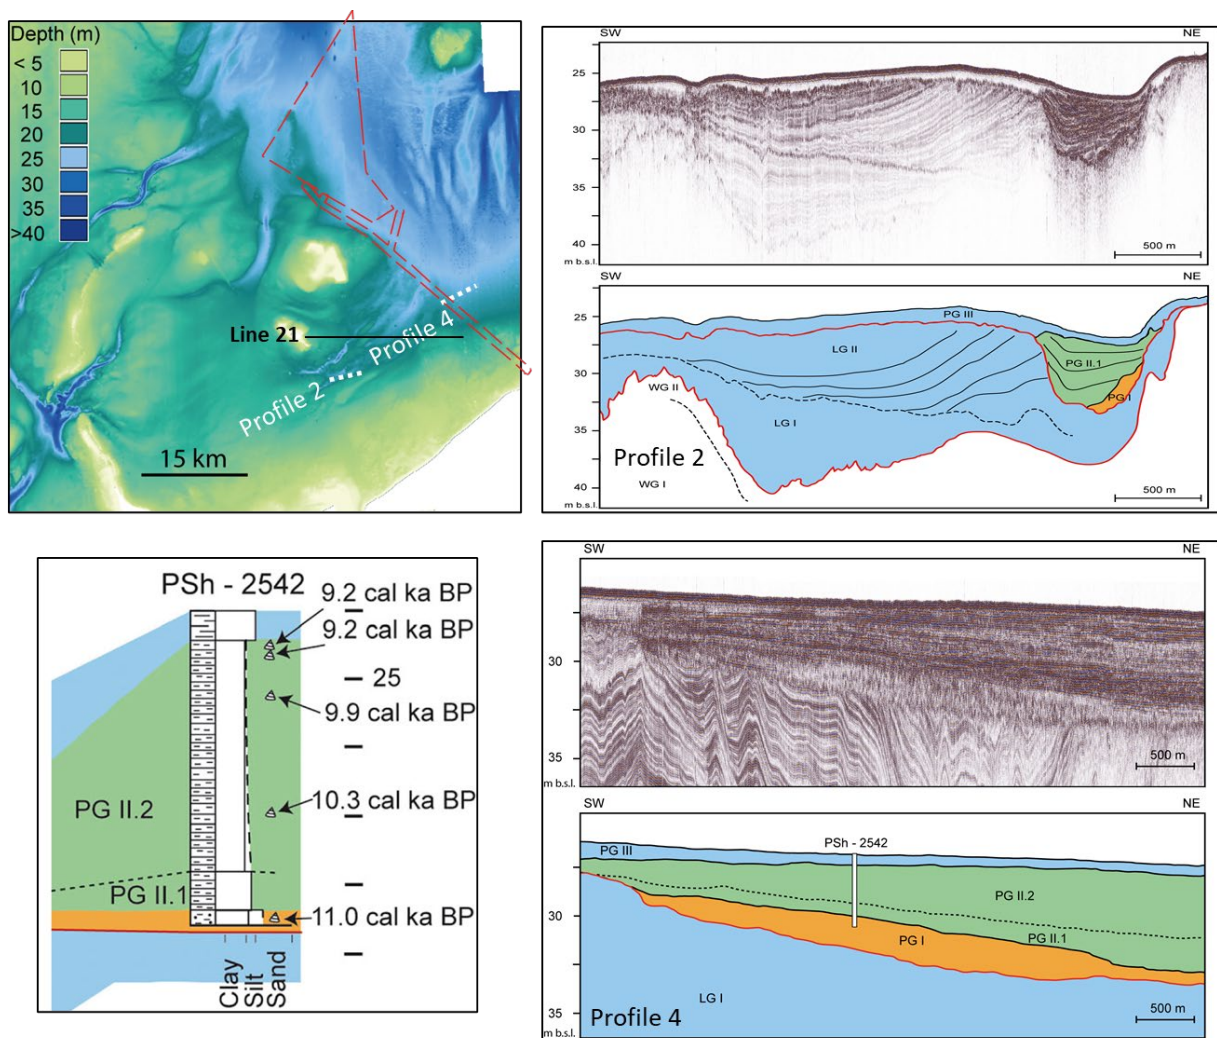 Depth (m)
< 5
10
15
20
25
30
35
>40
Line 21
Profile 4
Profile 2
15 km
SW
NE
25
30
35
40
m b.s.l.
500 m
SW
NE
25
30
35
40
m b.s.l.
PG III
LG II
PG II.1
WG II
PG I
LG I
WG I
Profile 2
500 m
PSh - 2542
9.2 cal ka BP
9.2 cal ka BP
25
9.9 cal ka BP
10.3 cal ka BP
PG II.2
PG II.1
11.0 cal ka BP
Clay
Silt
Sand
SW
NE
30
35
m b.s.l.
500 m
SW
NE
PSh - 2542
PG III
PG II.2
30
PG II.1
PG I
LG I
35
m b.s.l.
Profile 4
500 m